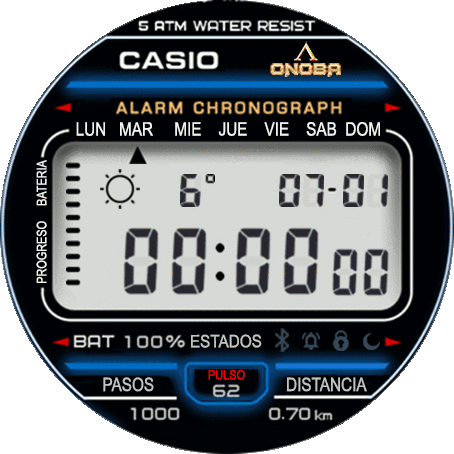 5 ATM WATER RESIST
CASIO
ONOBA
ALARM CHRONOGRAPH
LUN MAR MIE JUE VIE SAB DOM
BATERIA
PROGRESO
6° 07-01
00:00 00
BAT 100% ESTADOS
PULSO
62
PASOS DISTANCIA
1000 0.70 km